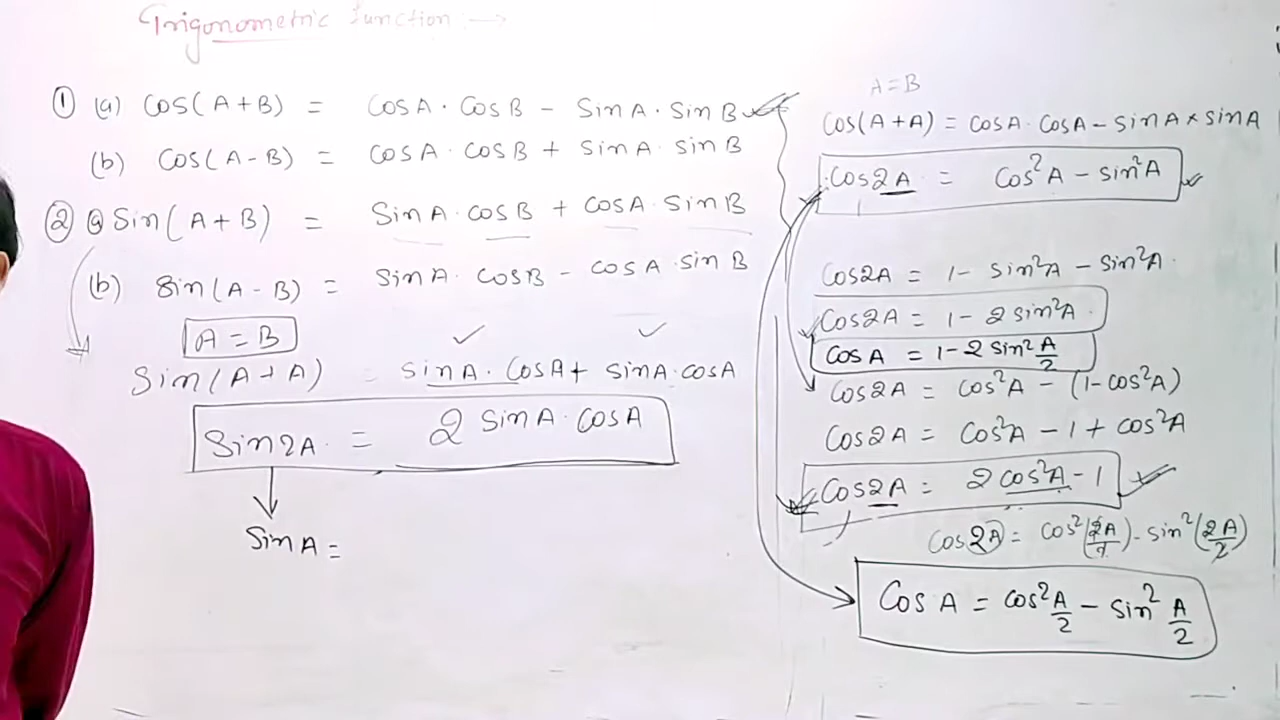 Trigonometric function :→
① (a) Cos(A+B) = CosA·CosB - SinA·SinB
(b) Cos(A-B) = CosA·CosB + SinA·SinB
② (a) Sin(A+B) = SinA·CosB + CosA·SinB
(b) Sin(A-B) = SinA·CosB - CosA·SinB
A = B
Sin(A+A) = SinA·CosA + SinA·CosA
Sin2A = 2 SinA·CosA
SinA =
A=B
Cos(A+A) = CosA·CosA - SinA×SinA
Cos2A = Cos²A - Sin²A
Cos2A = 1 - Sin²A - Sin²A
Cos2A = 1 - 2 Sin²A
CosA = 1 - 2 Sin² A/2
Cos2A = Cos²A - (1 - Cos²A)
Cos2A = Cos²A - 1 + Cos²A
Cos2A = 2 Cos²A - 1
Cos2A = Cos²(2A/2) - Sin²(2A/2)
CosA = Cos² A/2 - Sin² A/2